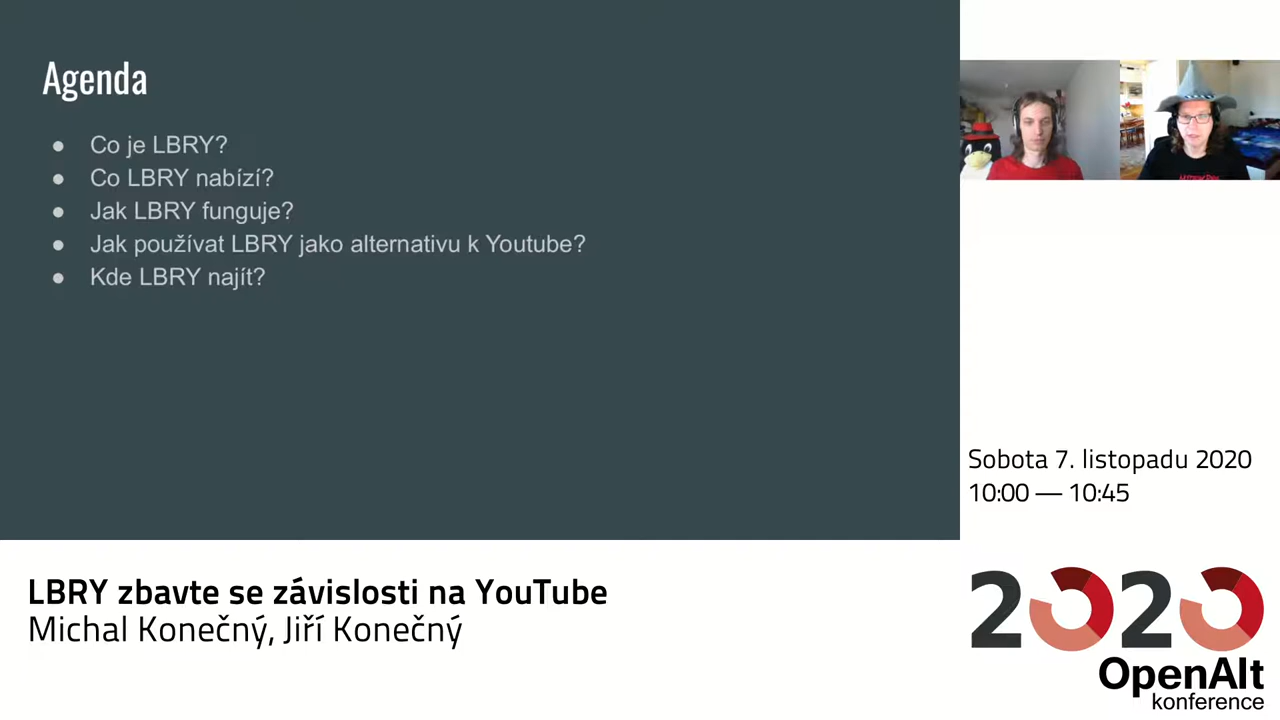 Agenda
● Co je LBRY?
● Co LBRY nabízí?
● Jak LBRY funguje?
● Jak používat LBRY jako alternativu k Youtube?
● Kde LBRY najít?
Sobota 7. listopadu 2020
10:00 — 10:45
LBRY zbavte se závislosti na YouTube
Michal Konečný, Jiří Konečný
2020
OpenAlt
konference